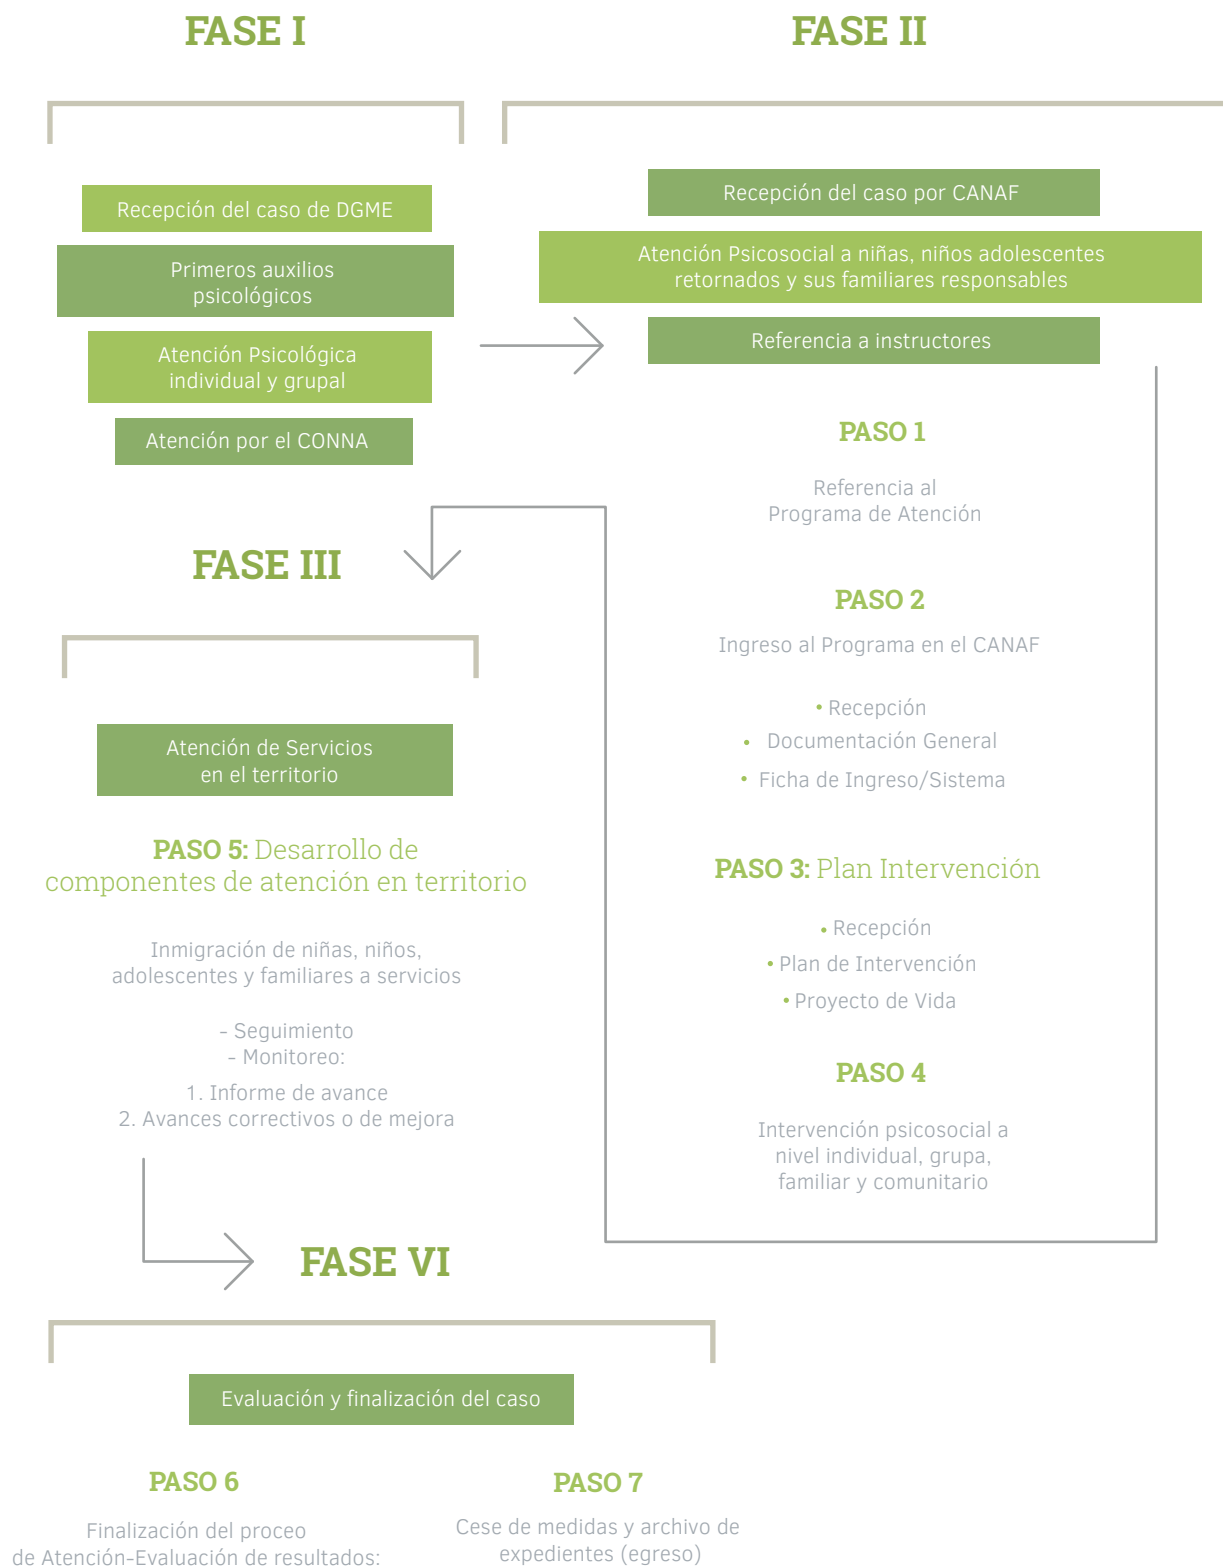 FASE I
Recepción del caso de DGME
Primeros auxilios
psicológicos
Atención Psicológica
individual y grupal
Atención por el CONNA
FASE II
Recepción del caso por CANAF
Atención Psicosocial a niñas, niños adolescentes
retornados y sus familiares responsables
Referencia a instructores
PASO 1
Referencia al
Programa de Atención
PASO 2
Ingreso al Programa en el CANAF
• Recepción
• Documentación General
• Ficha de Ingreso/Sistema
PASO 3: Plan Intervención
• Recepción
• Plan de Intervención
• Proyecto de Vida
PASO 4
Intervención psicosocial a
nivel individual, grupa,
familiar y comunitario
FASE III
Atención de Servicios
en el territorio
PASO 5: Desarrollo de
componentes de atención en territorio
Inmigración de niñas, niños,
adolescentes y familiares a servicios
- Seguimiento
- Monitoreo:
1. Informe de avance
2. Avances correctivos o de mejora
FASE VI
Evaluación y finalización del caso
PASO 6
Finalización del proceo
de Atención-Evaluación de resultados:
PASO 7
Cese de medidas y archivo de
expedientes (egreso)